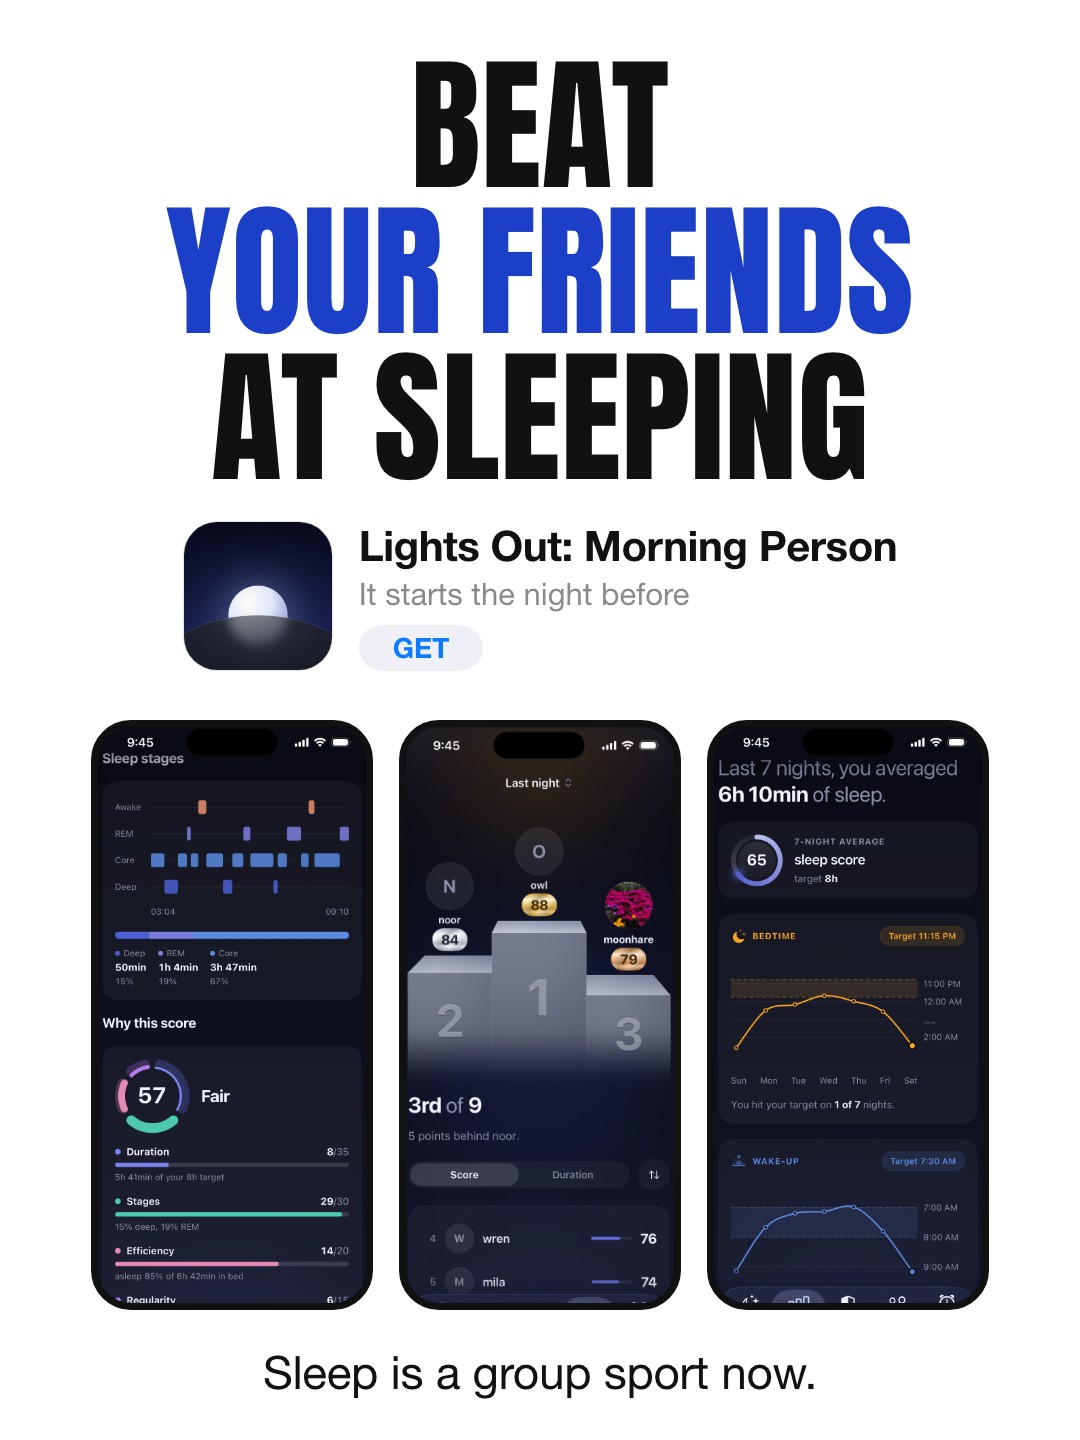 BEAT
YOUR FRIENDS
AT SLEEPING
Lights Out: Morning Person
It starts the night before
GET
9:45
Sleep stages
Awake
REM
Core
Deep
03:04 09:10
Deep REM Core
50min 1h 4min 3h 47min
15% 19% 67%
Why this score
57 Fair
Duration 8/35
5h 41min of your 8h target
Stages 29/30
15% deep, 19% REM
Efficiency 14/20
asleep 85% of 6h 42min in bed
Regularity 6/15
9:45
Last night
O
owl
88
N
noor
84
moonhare
79
1
2
3
3rd of 9
5 points behind noor.
Score Duration
4 W wren 76
5 M mila 74
9:45
Last 7 nights, you averaged
6h 10min of sleep.
65
7-NIGHT AVERAGE
sleep score
target 8h
BEDTIME Target 11:15 PM
11:00 PM
12:00 AM
2:00 AM
Sun Mon Tue Wed Thu Fri Sat
You hit your target on 1 of 7 nights.
WAKE-UP Target 7:30 AM
7:00 AM
8:00 AM
9:00 AM
Sleep is a group sport now.